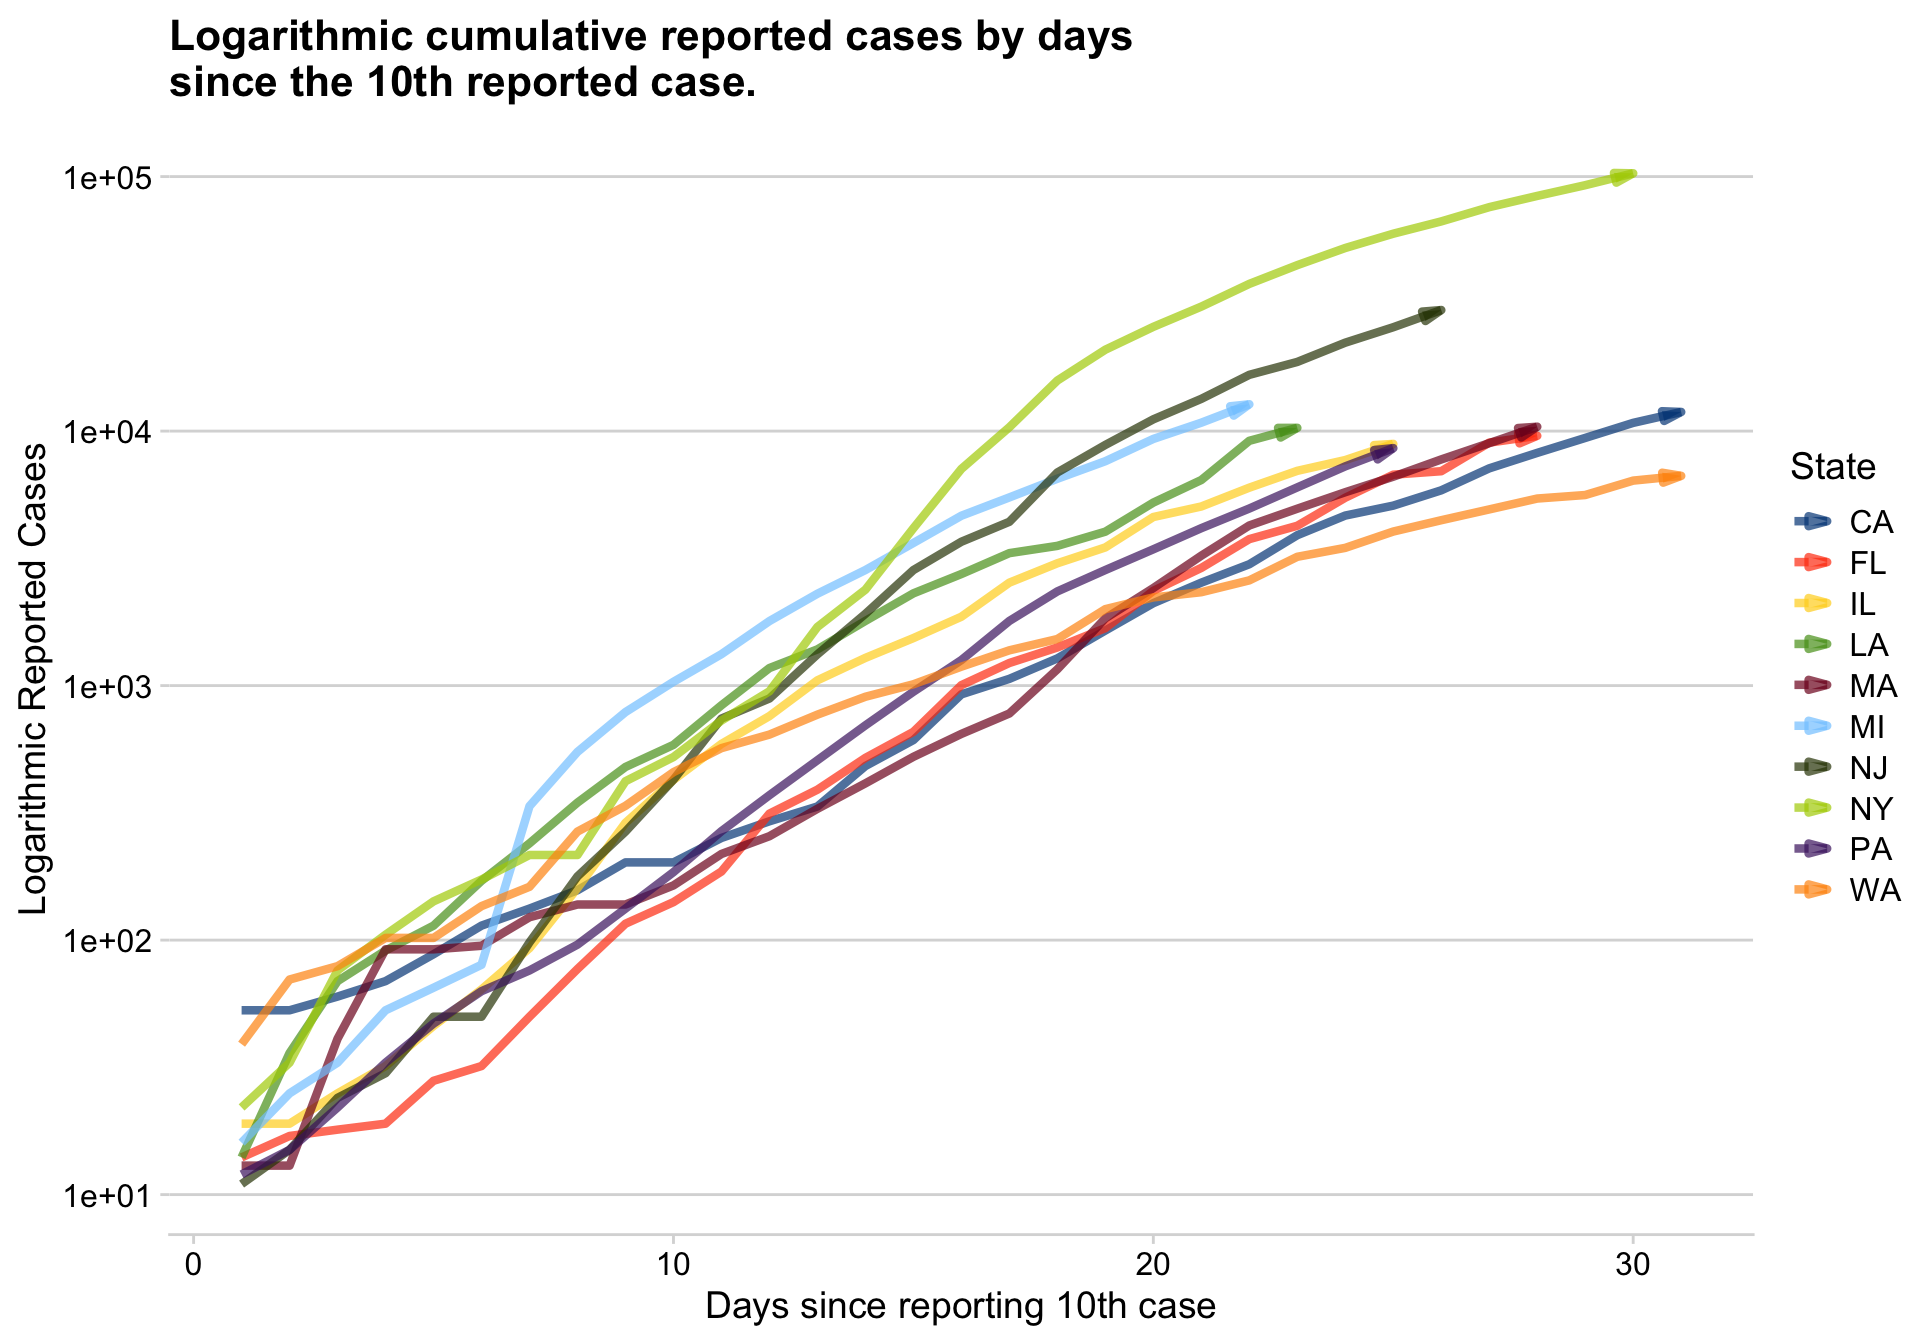 Logarithmic cumulative reported cases by days
since the 10th reported case.
1e+05
1e+04
1e+03
1e+02
1e+01
Logarithmic Reported Cases
0
10
20
30
Days since reporting 10th case
State
CA
FL
IL
LA
MA
MI
NJ
NY
PA
WA